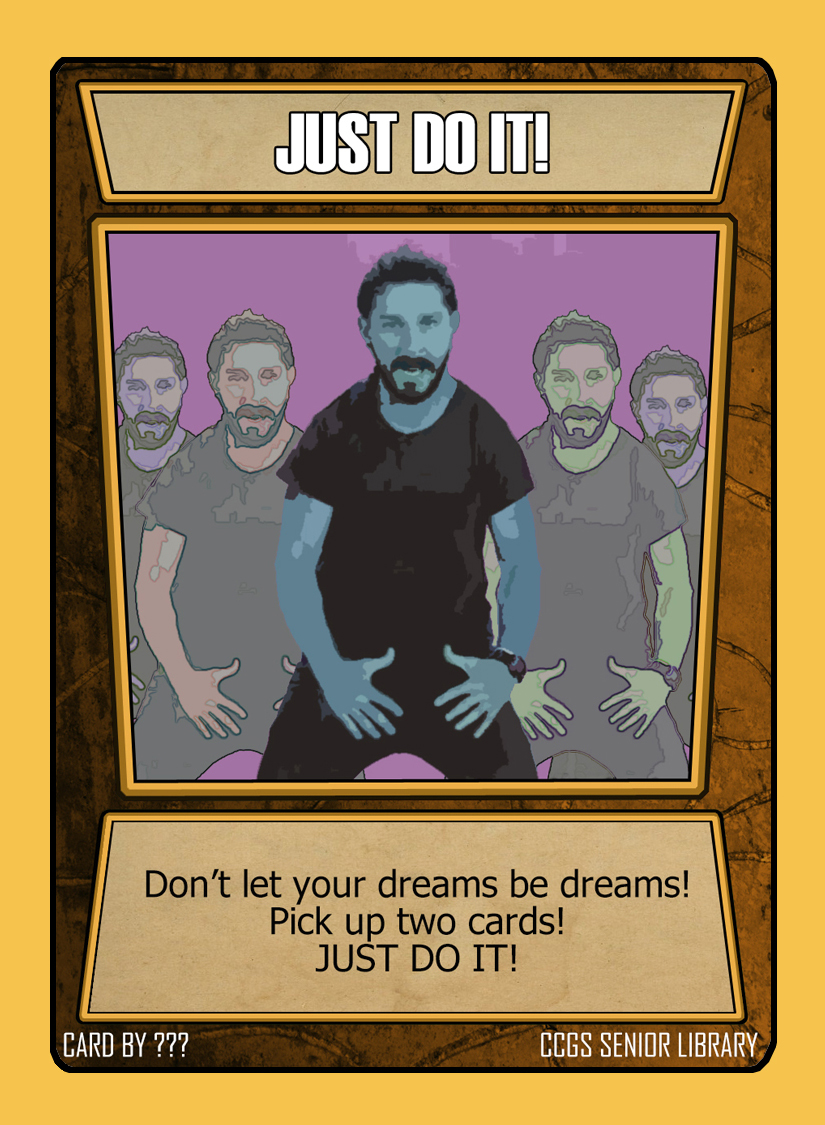 JUST DO IT!
Don't let your dreams be dreams!
Pick up two cards!
JUST DO IT!
CARD BY ???
CCGS SENIOR LIBRARY